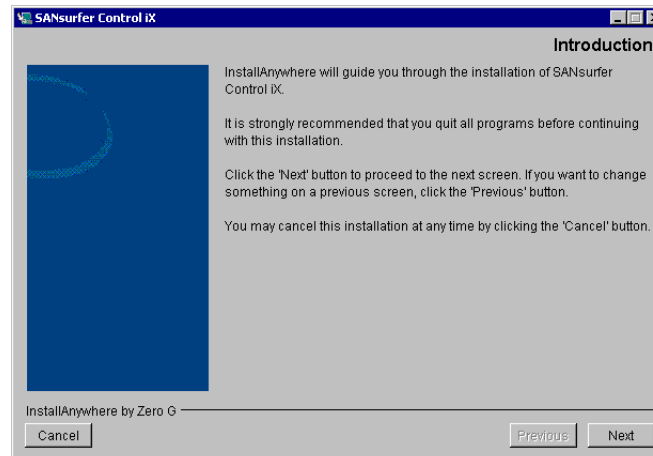 SANsurfer Control iX
Introduction
InstallAnywhere will guide you through the installation of SANsurfer
Control iX.
It is strongly recommended that you quit all programs before continuing
with this installation.
Click the 'Next' button to proceed to the next screen. If you want to change
something on a previous screen, click the 'Previous' button.
You may cancel this installation at any time by clicking the 'Cancel' button.
InstallAnywhere by Zero G
Cancel
Previous
Next